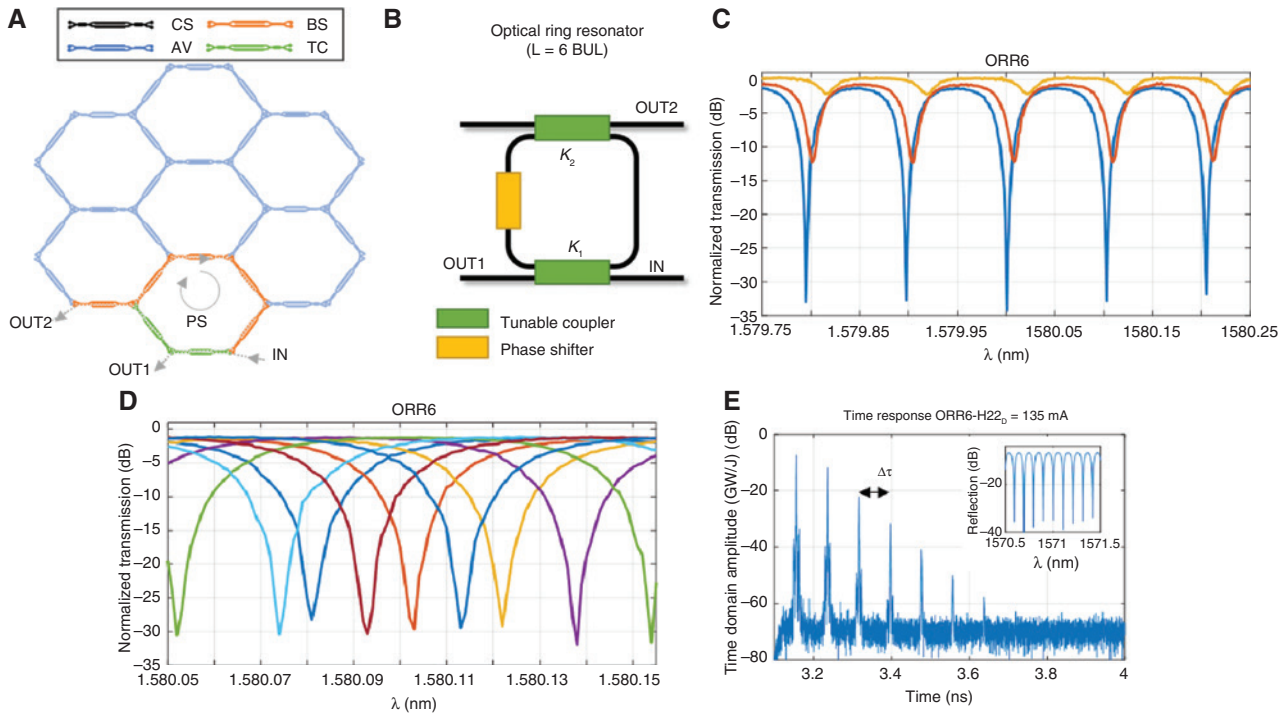 A
CS
BS
AV
TC
OUT2
PS
OUT1
IN
B
Optical ring resonator
(L = 6 BUL)
OUT2
K2
K1
OUT1
IN
Tunable coupler
Phase shifter
C
ORR6
Normalized transmission (dB)
0
−5
−10
−15
−20
−25
−30
−35
1.579.75
1.579.85
1.579.95
1580.05
1580.15
1580.25
λ (nm)
D
ORR6
Normalized transmission (dB)
0
−5
−10
−15
−20
−25
−30
−35
1.580.05
1.580.07
1.580.09
1.580.11
1.580.13
1.580.15
λ (nm)
E
Time response ORR6-H22D = 135 mA
Time domain amplitude (GW/J) (dB)
0
−20
−40
−60
−80
3.2
3.4
3.6
3.8
4
Time (ns)
Δτ
Reflection (dB)
−20
−40
1570.5
1571
1571.5
λ (nm)